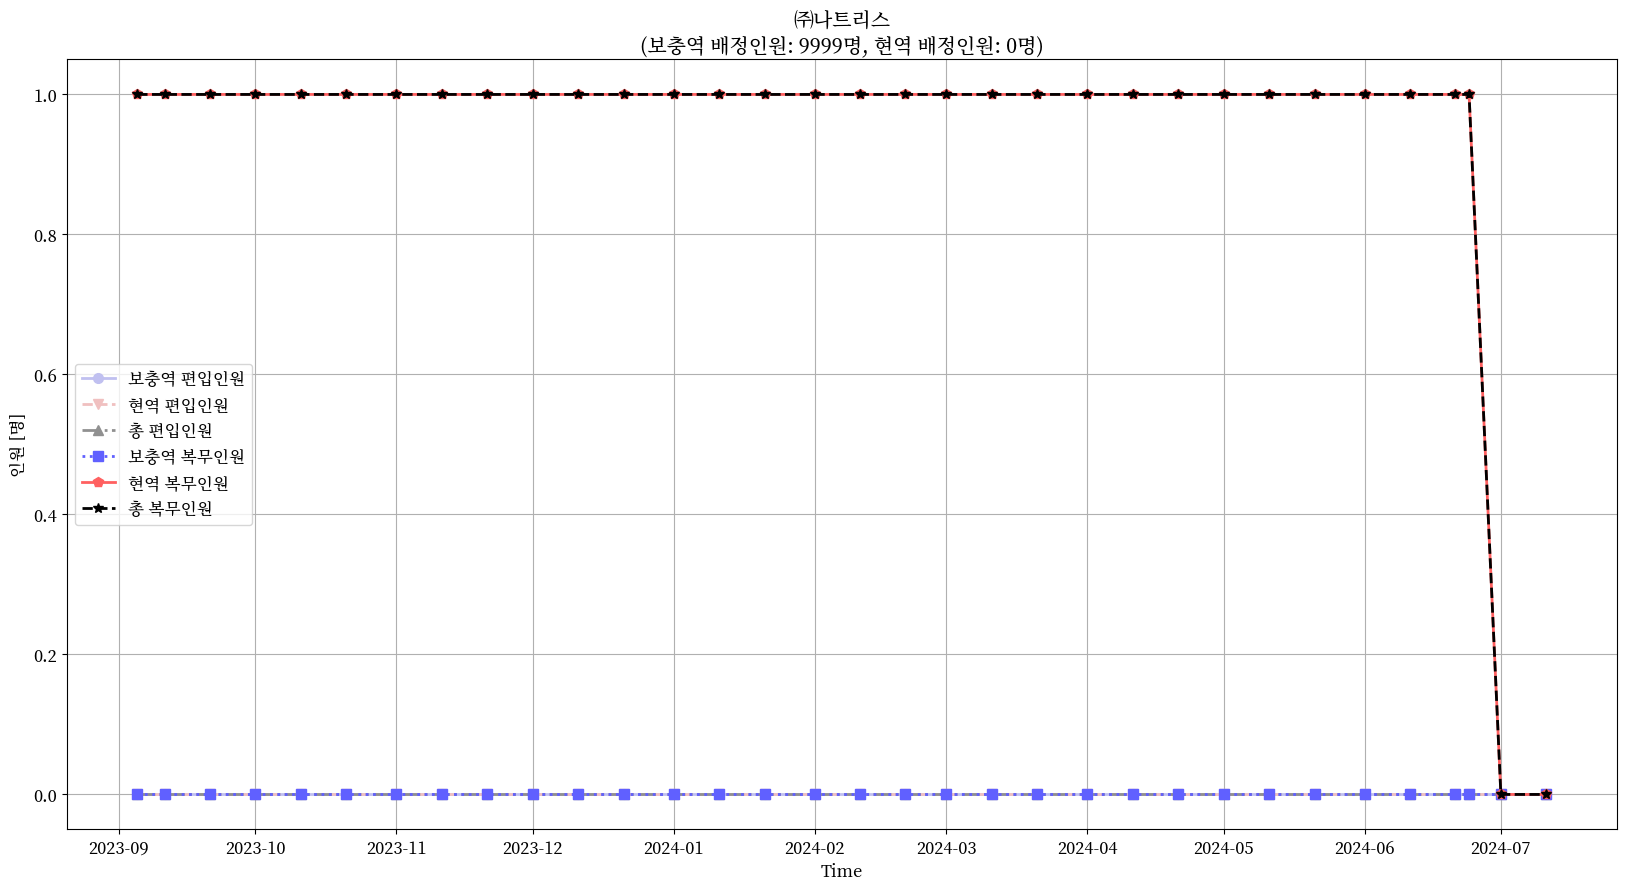 ㈜나트리스
(보충역 배정인원: 9999명, 현역 배정인원: 0명)
1.0
0.8
0.6
0.4
0.2
0.0
인원 [명]
보충역 편입인원
현역 편입인원
총 편입인원
보충역 복무인원
현역 복무인원
총 복무인원
2023-09 2023-10 2023-11 2023-12 2024-01 2024-02 2024-03 2024-04 2024-05 2024-06 2024-07
Time